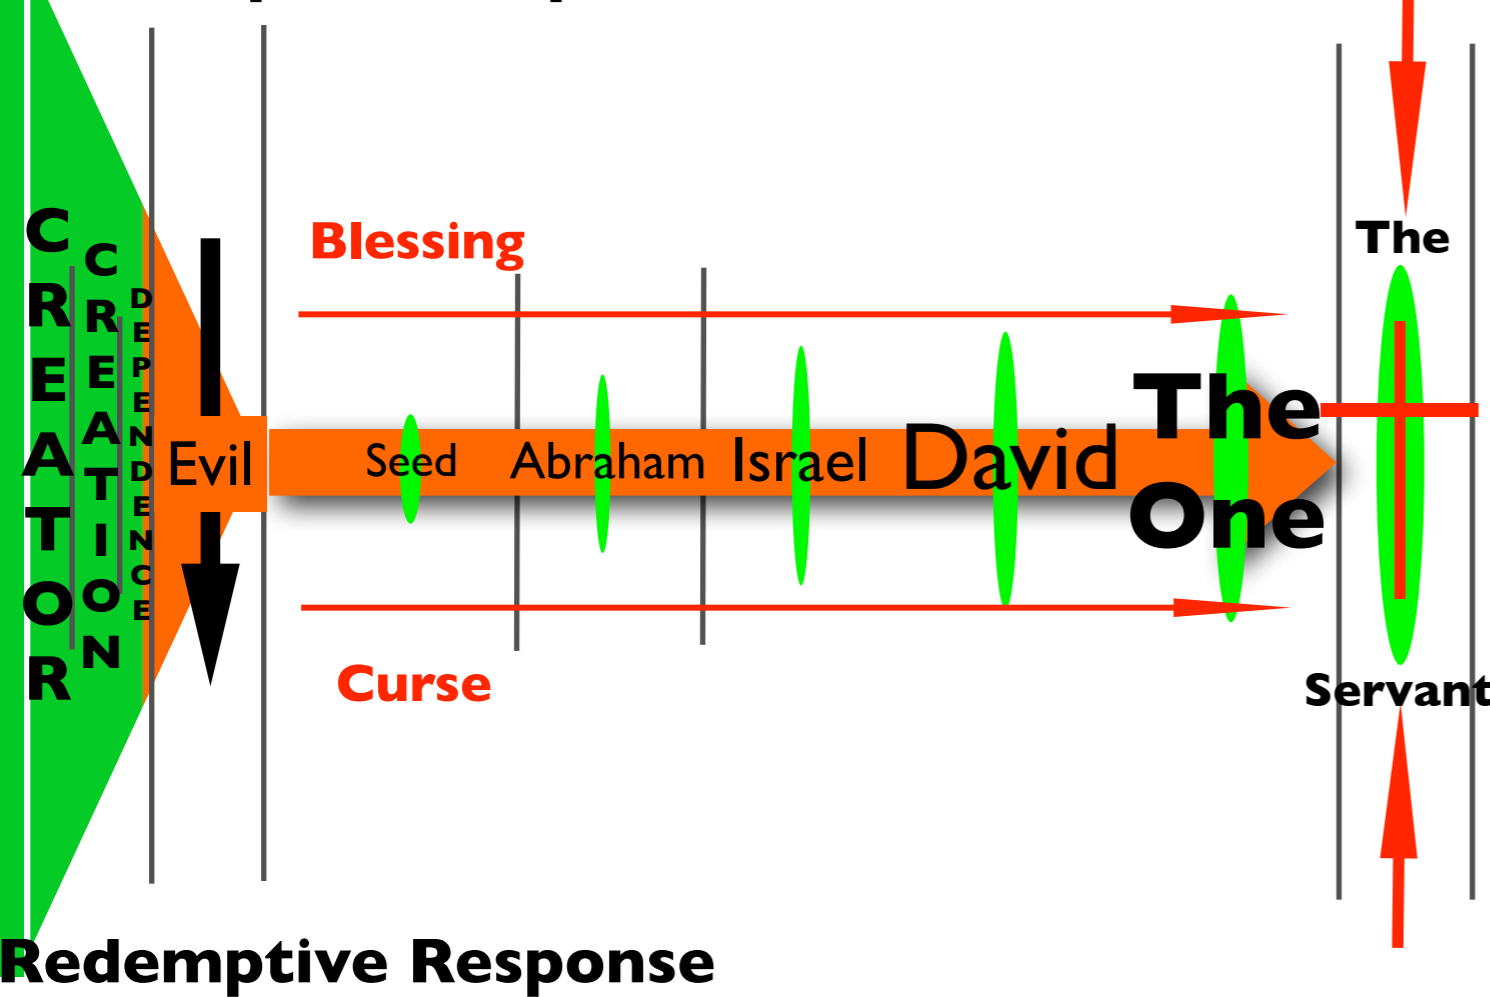 CREATOR
CREATION
DEPENDENCE
Evil
Blessing
Seed
Abraham
Israel
David
The
One
Curse
The
Servant
Redemptive Response